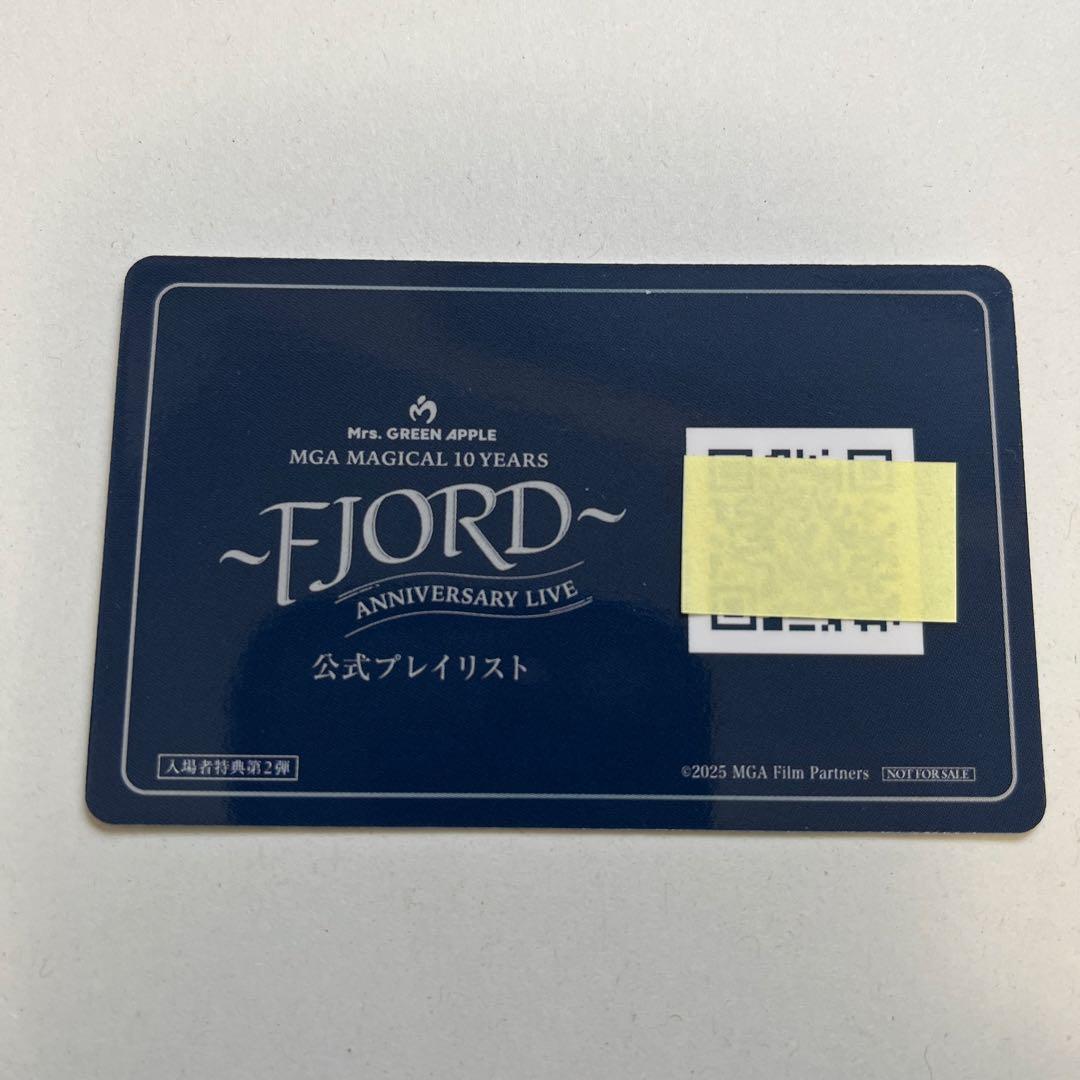 Mrs. GREEN APPLE
MGA MAGICAL 10 YEARS
~FJORD~
ANNIVERSARY LIVE
公式プレイリスト
入場者特典第2弾
©2025 MGA Film Partners NOT FOR SALE